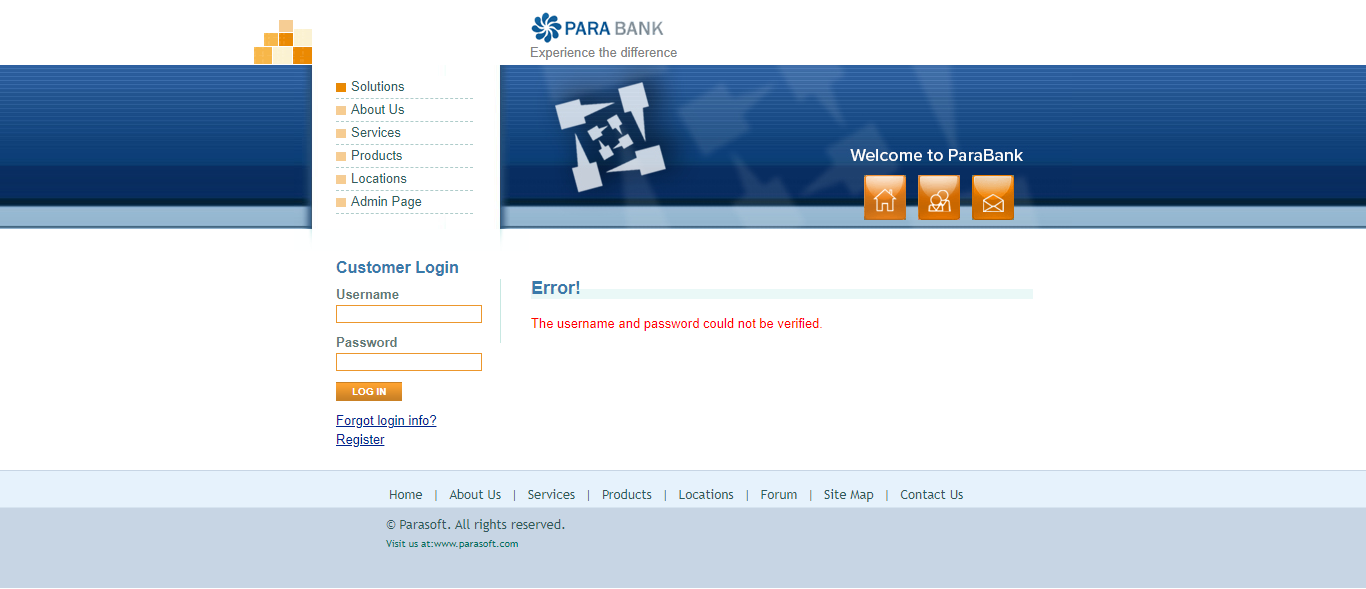 PARA BANK
Experience the difference
Solutions
About Us
Services
Products
Locations
Admin Page
Welcome to ParaBank
Customer Login
Username
Password
LOG IN
Forgot login info?
Register
Error!
The username and password could not be verified.
Home | About Us | Services | Products | Locations | Forum | Site Map | Contact Us
© Parasoft. All rights reserved.
Visit us at:www.parasoft.com